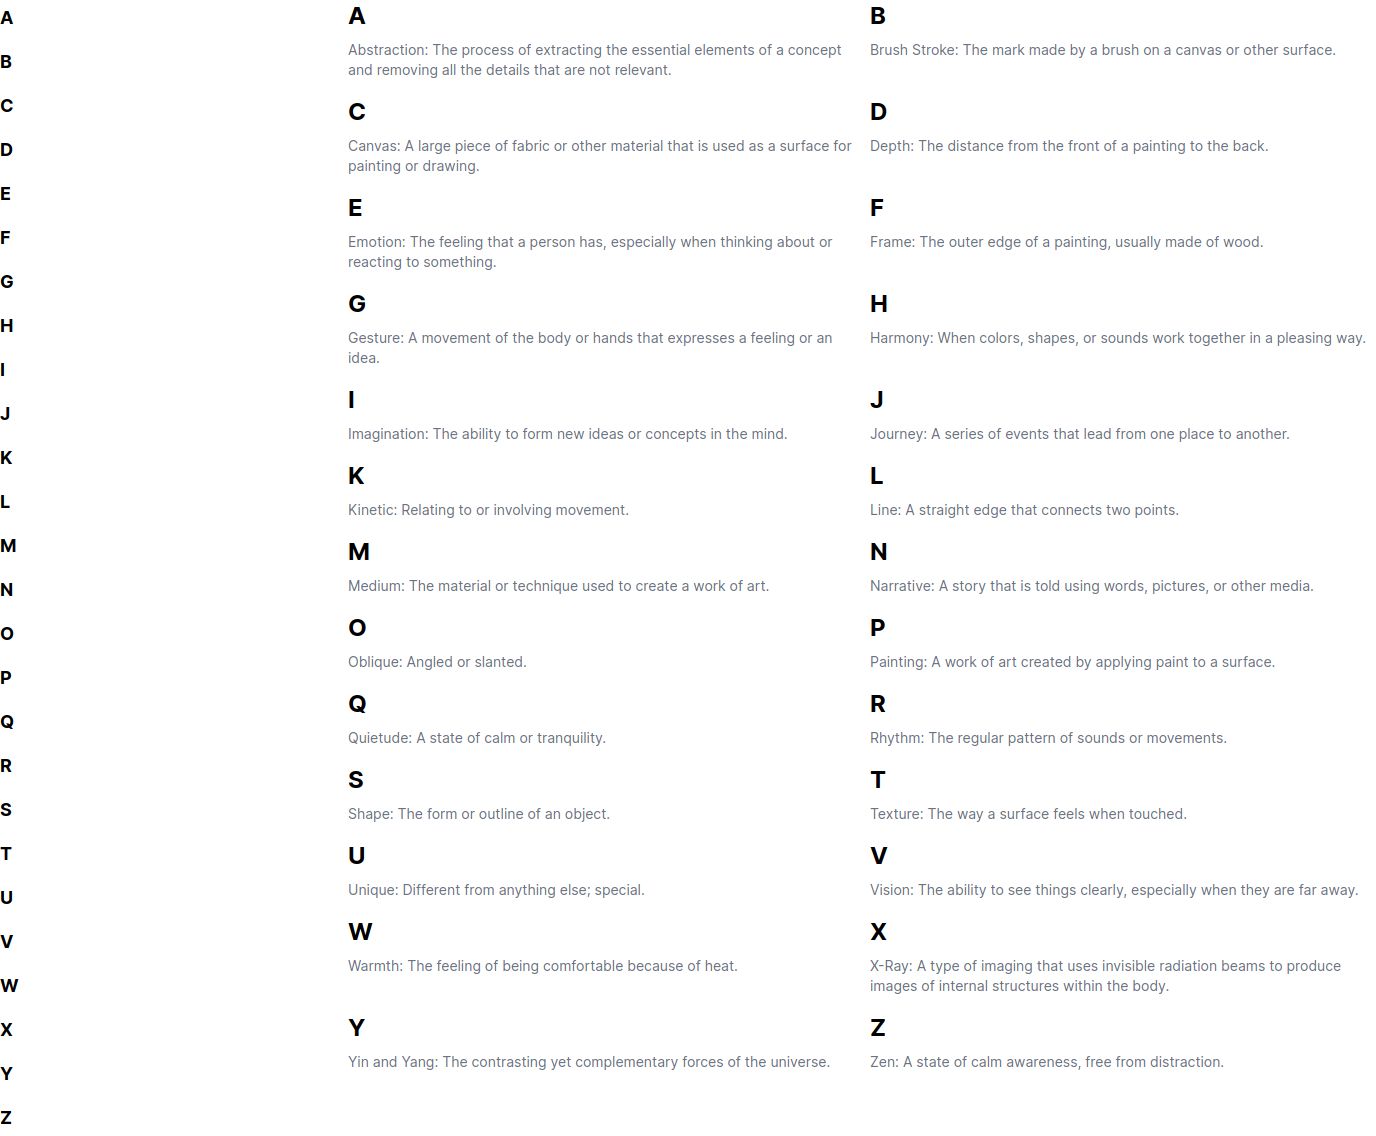 A
B
C
D
E
F
G
H
I
J
K
L
M
N
O
P
Q
R
S
T
U
V
W
X
Y
Z
A
Abstraction: The process of extracting the essential elements of a concept
and removing all the details that are not relevant.
B
Brush Stroke: The mark made by a brush on a canvas or other surface.
C
Canvas: A large piece of fabric or other material that is used as a surface for
painting or drawing.
D
Depth: The distance from the front of a painting to the back.
E
Emotion: The feeling that a person has, especially when thinking about or
reacting to something.
F
Frame: The outer edge of a painting, usually made of wood.
G
Gesture: A movement of the body or hands that expresses a feeling or an
idea.
H
Harmony: When colors, shapes, or sounds work together in a pleasing way.
I
Imagination: The ability to form new ideas or concepts in the mind.
J
Journey: A series of events that lead from one place to another.
K
Kinetic: Relating to or involving movement.
L
Line: A straight edge that connects two points.
M
Medium: The material or technique used to create a work of art.
N
Narrative: A story that is told using words, pictures, or other media.
O
Oblique: Angled or slanted.
P
Painting: A work of art created by applying paint to a surface.
Q
Quietude: A state of calm or tranquility.
R
Rhythm: The regular pattern of sounds or movements.
S
Shape: The form or outline of an object.
T
Texture: The way a surface feels when touched.
U
Unique: Different from anything else; special.
V
Vision: The ability to see things clearly, especially when they are far away.
W
Warmth: The feeling of being comfortable because of heat.
X
X-Ray: A type of imaging that uses invisible radiation beams to produce
images of internal structures within the body.
Y
Yin and Yang: The contrasting yet complementary forces of the universe.
Z
Zen: A state of calm awareness, free from distraction.